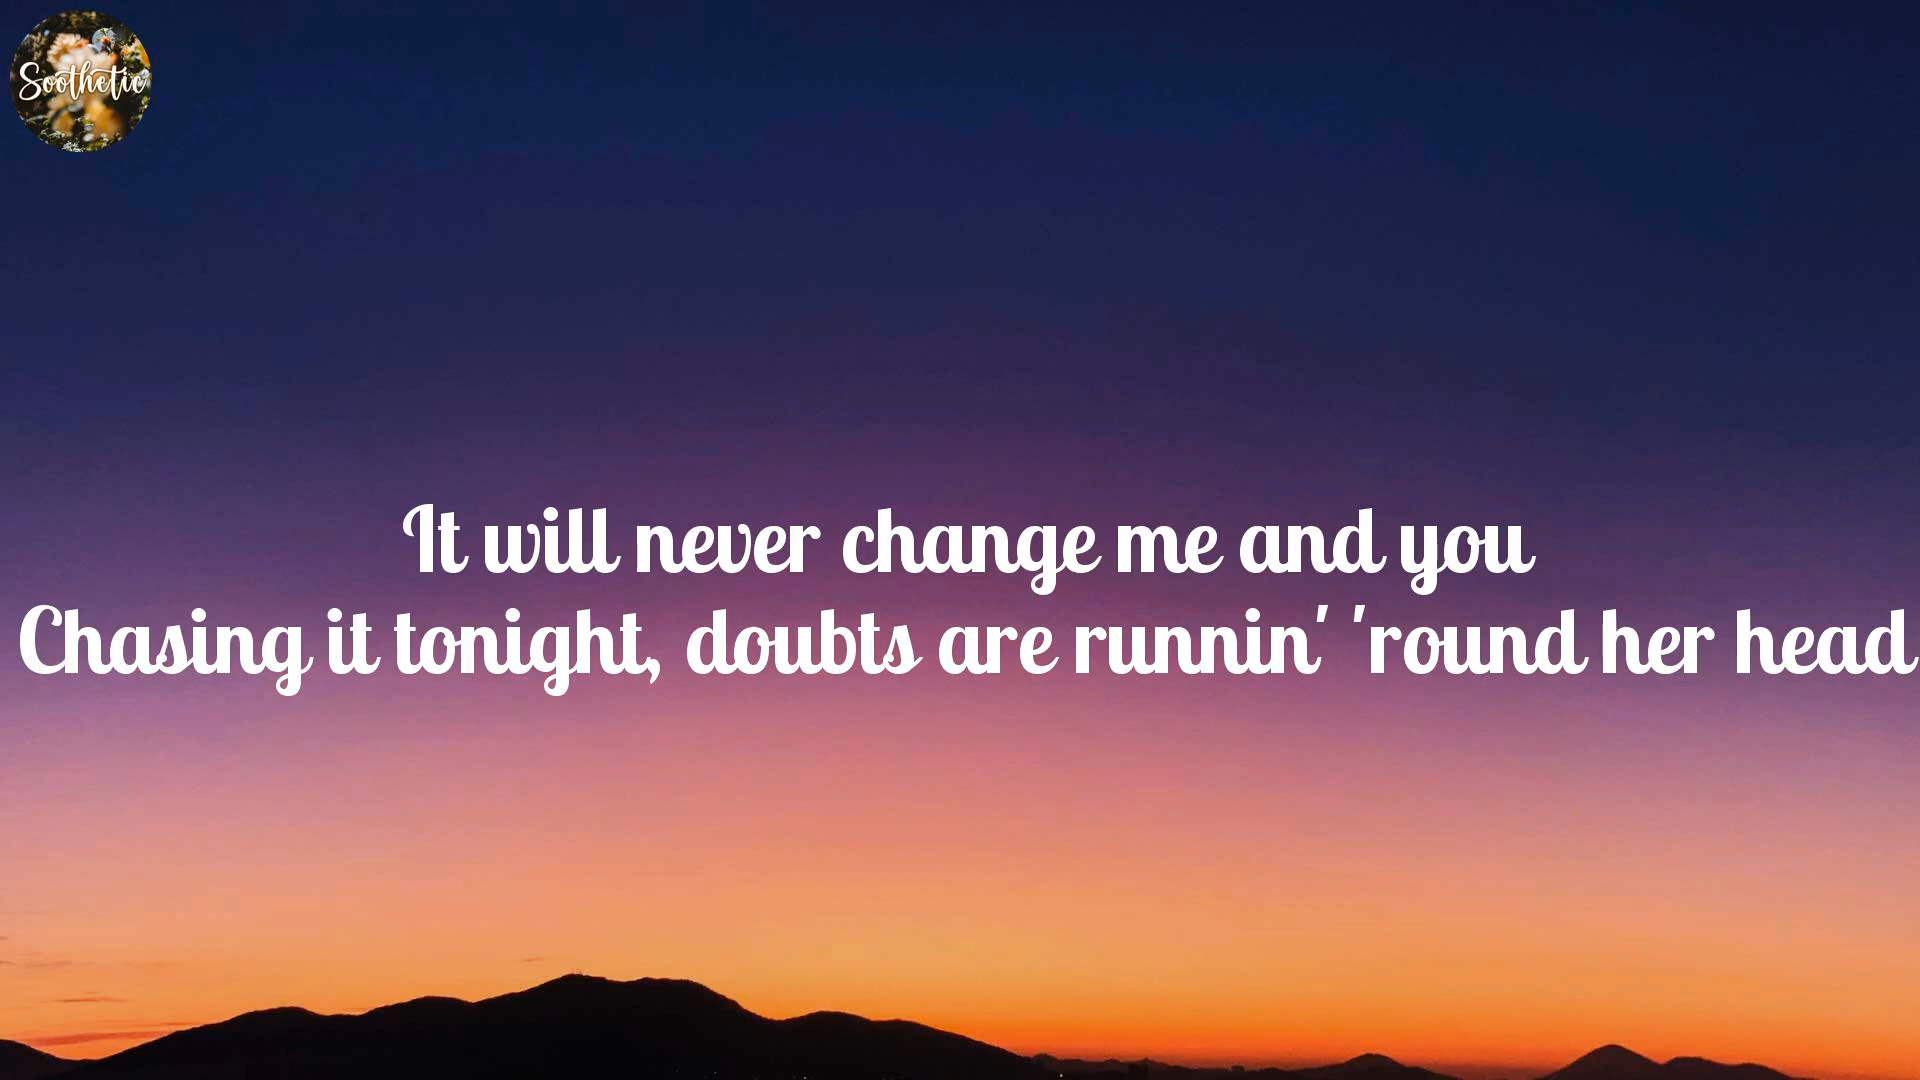 Soothetic
It will never change me and you
Chasing it tonight, doubts are runnin' 'round her head